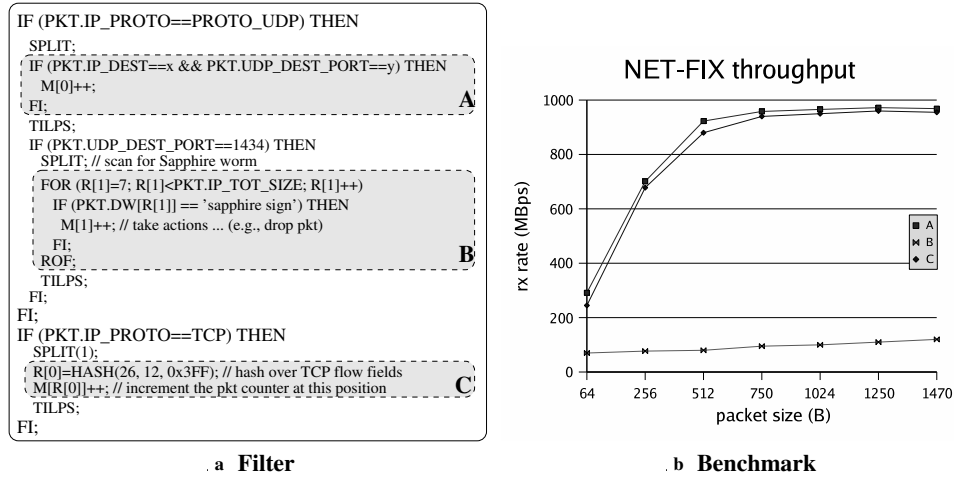 IF (PKT.IP_PROTO==PROTO_UDP) THEN
SPLIT;
IF (PKT.IP_DEST==x && PKT.UDP_DEST_PORT==y) THEN
M[0]++;
FI;
A
TILPS;
IF (PKT.UDP_DEST_PORT==1434) THEN
SPLIT; // scan for Sapphire worm
FOR (R[1]=7; R[1]<PKT.IP_TOT_SIZE; R[1]++)
IF (PKT.DW[R[1]] == 'sapphire sign') THEN
M[1]++; // take actions ... (e.g., drop pkt)
FI;
ROF;
B
TILPS;
FI;
FI;
IF (PKT.IP_PROTO==TCP) THEN
SPLIT(1);
R[0]=HASH(26, 12, 0x3FF); // hash over TCP flow fields
M[R[0]]++; // increment the pkt counter at this position
C
TILPS;
FI;
. a Filter
NET-FIX throughput
rx rate (MBps)
1000
800
600
400
200
0
A
B
C
64 256 512 750 1024 1250 1470
packet size (B)
. b Benchmark